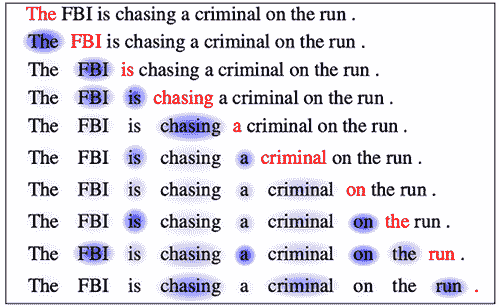 The FBI is chasing a criminal on the run .
The FBI is chasing a criminal on the run .
The FBI is chasing a criminal on the run .
The FBI is chasing a criminal on the run .
The FBI is chasing a criminal on the run .
The FBI is chasing a criminal on the run .
The FBI is chasing a criminal on the run .
The FBI is chasing a criminal on the run .
The FBI is chasing a criminal on the run .
The FBI is chasing a criminal on the run .